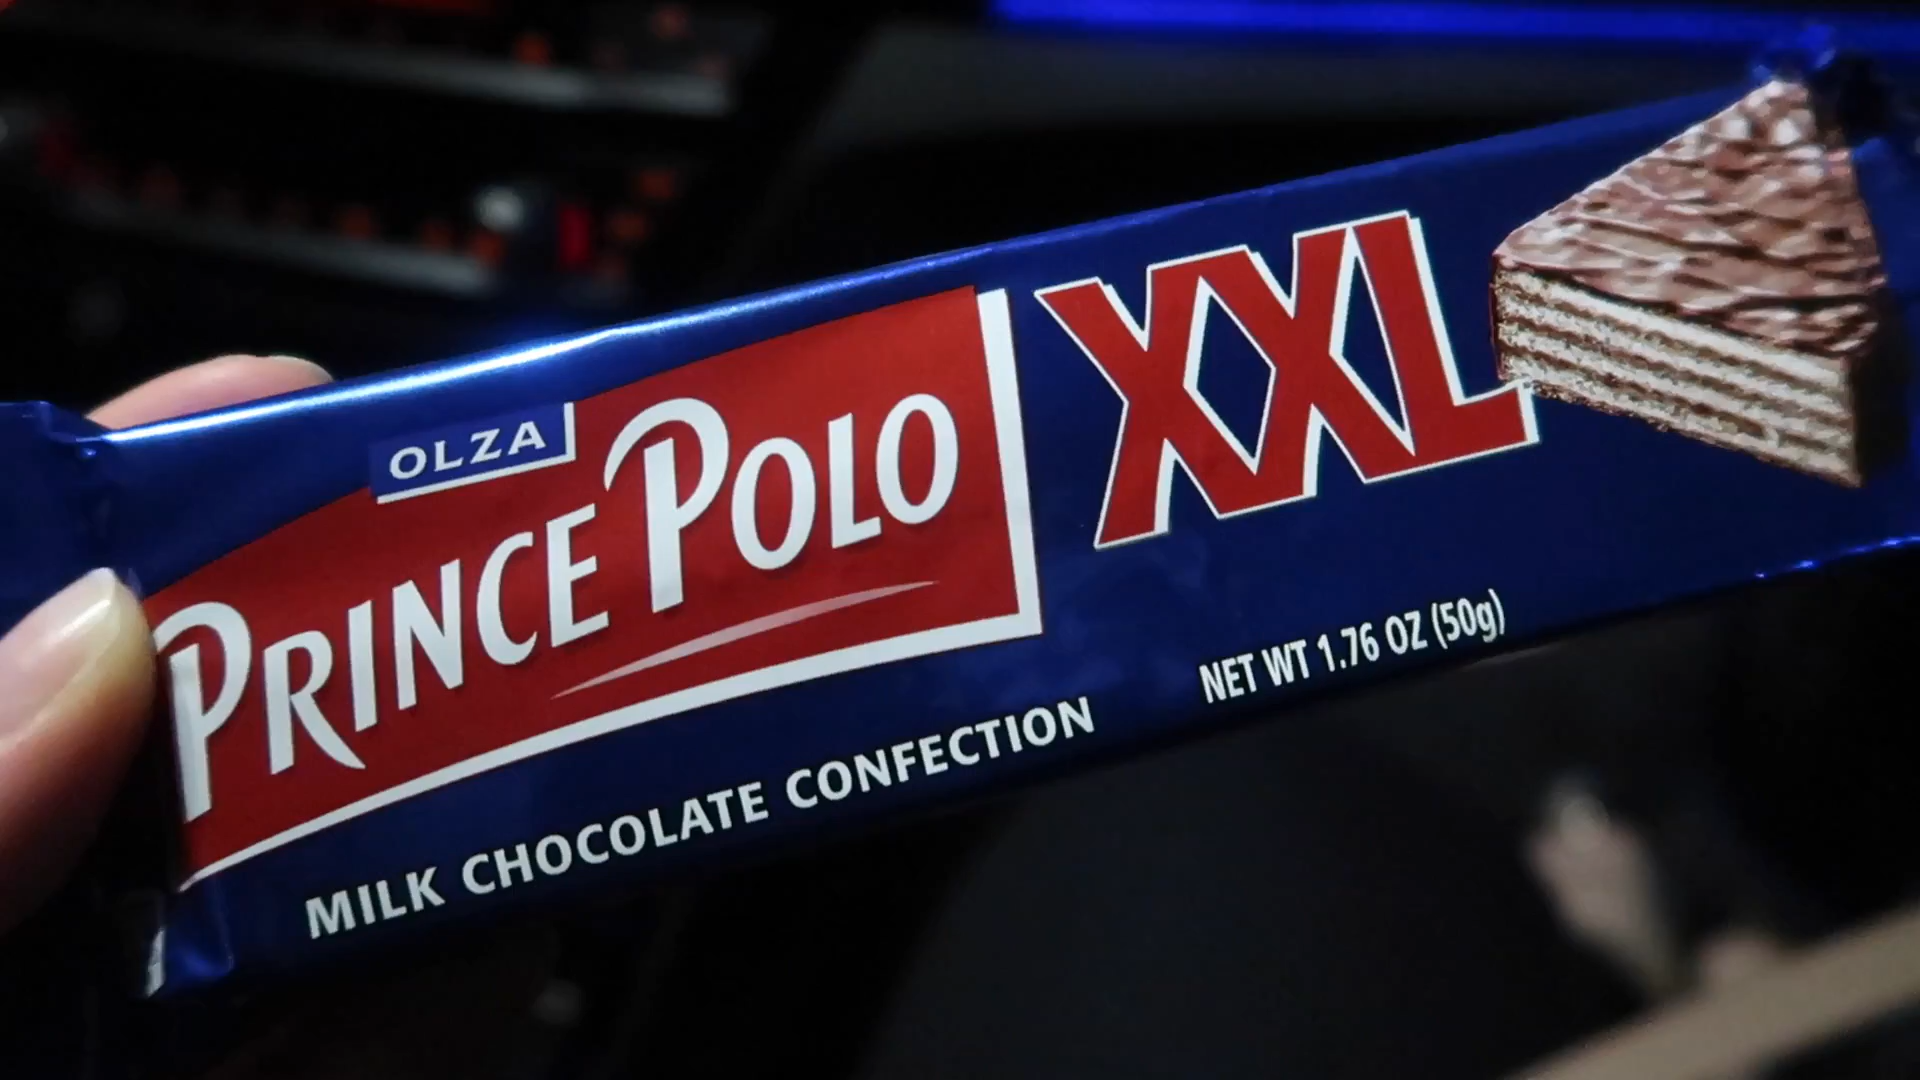 OLZA
PRINCE POLO
XXL
MILK CHOCOLATE CONFECTION
NET WT 1.76 OZ (50g)